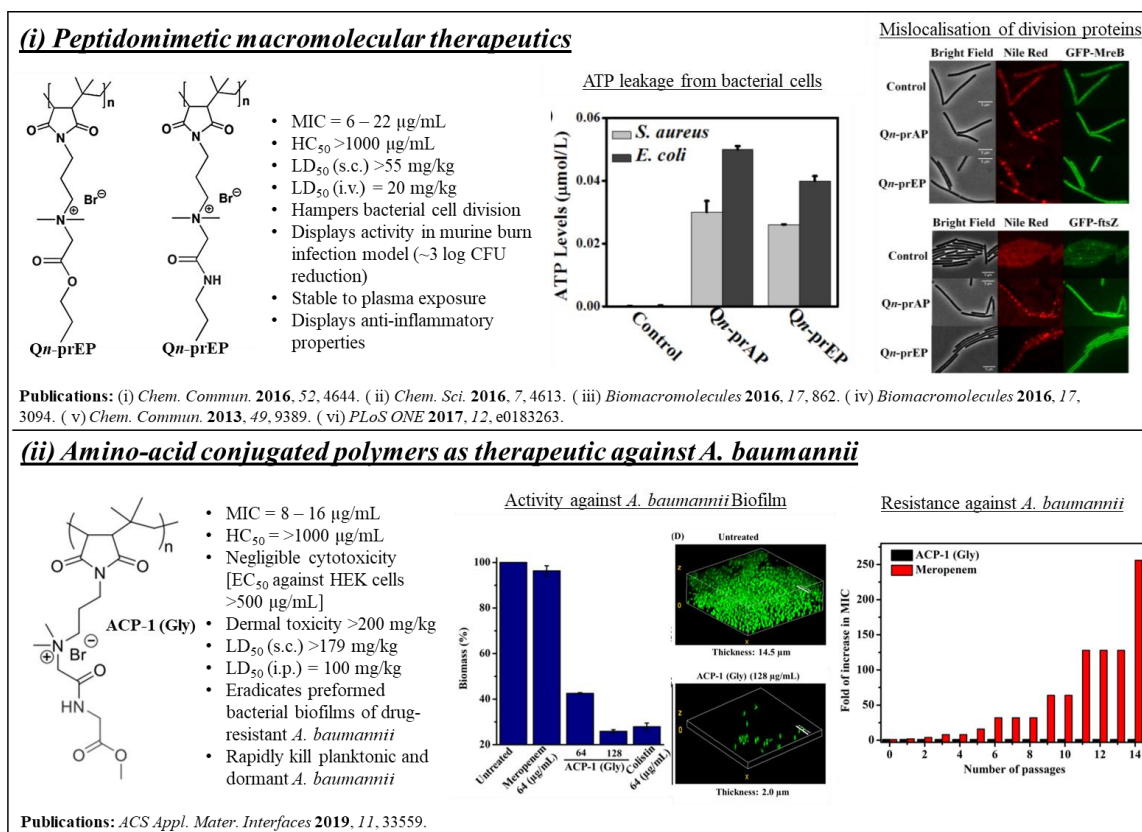 (i) Peptidomimetic macromolecular therapeutics
n
O
N
O
Br⊖
N
⊕
O
O
Qn-prEP
n
O
N
O
Br⊖
N
⊕
O
NH
Qn-prEP
• MIC = 6 – 22 µg/mL
• HC50 >1000 µg/mL
• LD50 (s.c.) >55 mg/kg
• LD50 (i.v.) = 20 mg/kg
• Hampers bacterial cell division
• Displays activity in murine burn
infection model (~3 log CFU
reduction)
• Stable to plasma exposure
• Displays anti-inflammatory
properties
ATP leakage from bacterial cells
S. aureus
E. coli
ATP Levels (µmol/L)
0.06
0.04
0.02
0.00
Control
Qn-prAP
Qn-prEP
Mislocalisation of division proteins
Bright Field Nile Red GFP-MreB
Control
Qn-prAP
Qn-prEP
Bright Field Nile Red GFP-ftsZ
Control
Qn-prAP
Qn-prEP
Publications: (i) Chem. Commun. 2016, 52, 4644. ( ii) Chem. Sci. 2016, 7, 4613. ( iii) Biomacromolecules 2016, 17, 862. ( iv) Biomacromolecules 2016, 17,
3094. ( v) Chem. Commun. 2013, 49, 9389. ( vi) PLoS ONE 2017, 12, e0183263.
(ii) Amino-acid conjugated polymers as therapeutic against A. baumannii
n
O
N
O
ACP-1 (Gly)
N
⊕
Br⊖
O
NH
O
O
• MIC = 8 – 16 µg/mL
• HC50 = >1000 µg/mL
• Negligible cytotoxicity
[EC50 against HEK cells
>500 µg/mL]
• Dermal toxicity >200 mg/kg
• LD50 (s.c.) >179 mg/kg
• LD50 (i.p.) = 100 mg/kg
• Eradicates preformed
bacterial biofilms of drug-
resistant A. baumannii
• Rapidly kill planktonic and
dormant A. baumannii
Activity against A. baumannii Biofilm
Biomass (%)
100
80
60
40
20
Untreated
Meropenem
64 (µg/mL)
64 128
ACP-1 (Gly)
Colistin
64 (µg/mL)
(D)
Untreated
z
0
x
Thickness: 14.5 µm
ACP-1 (Gly) (128 µg/mL)
z
0
x
Thickness: 2.0 µm
Resistance against A. baumannii
ACP-1 (Gly)
Meropenem
Fold of increase in MIC
250
200
150
100
50
0
0 2 4 6 8 10 12 14
Number of passages
Publications: ACS Appl. Mater. Interfaces 2019, 11, 33559.